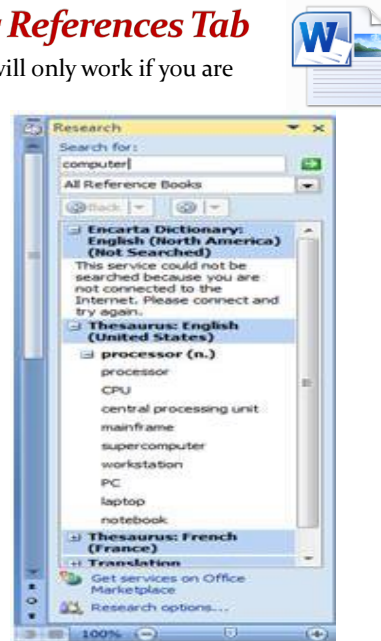 References Tab
will only work if you are
W
Research
Search for:
computer
All Reference Books
Back
Encarta Dictionary:
English (North America)
(Not Searched)
This service could not be
searched because you are
not connected to the
Internet. Please connect and
try again.
Thesaurus: English
(United States)
processor (n.)
processor
CPU
central processing unit
mainframe
supercomputer
workstation
PC
laptop
notebook
Thesaurus: French
(France)
Translation
Get services on Office
Marketplace
Research options...
100%